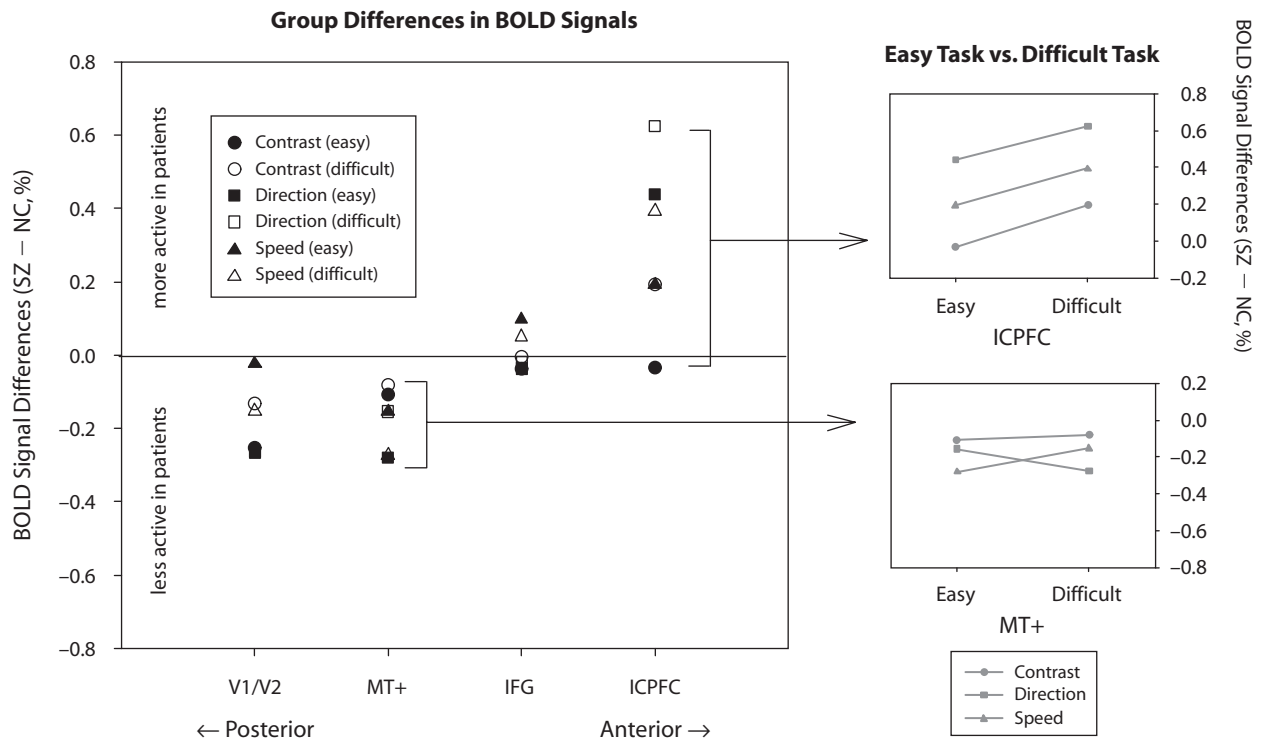 Group Differences in BOLD Signals
BOLD Signal Differences (SZ — NC, %)
0.8
0.6
0.4
0.2
0.0
–0.2
–0.4
–0.6
–0.8
more active in patients
less active in patients
Contrast (easy)
Contrast (difficult)
Direction (easy)
Direction (difficult)
Speed (easy)
Speed (difficult)
V1/V2 MT+ IFG ICPFC
← Posterior Anterior →
Easy Task vs. Difficult Task
BOLD Signal Differences (SZ — NC, %)
0.8
0.6
0.4
0.2
0.0
–0.2
Easy Difficult
ICPFC
0.2
0.0
–0.2
–0.4
–0.6
–0.8
Easy Difficult
MT+
Contrast
Direction
Speed